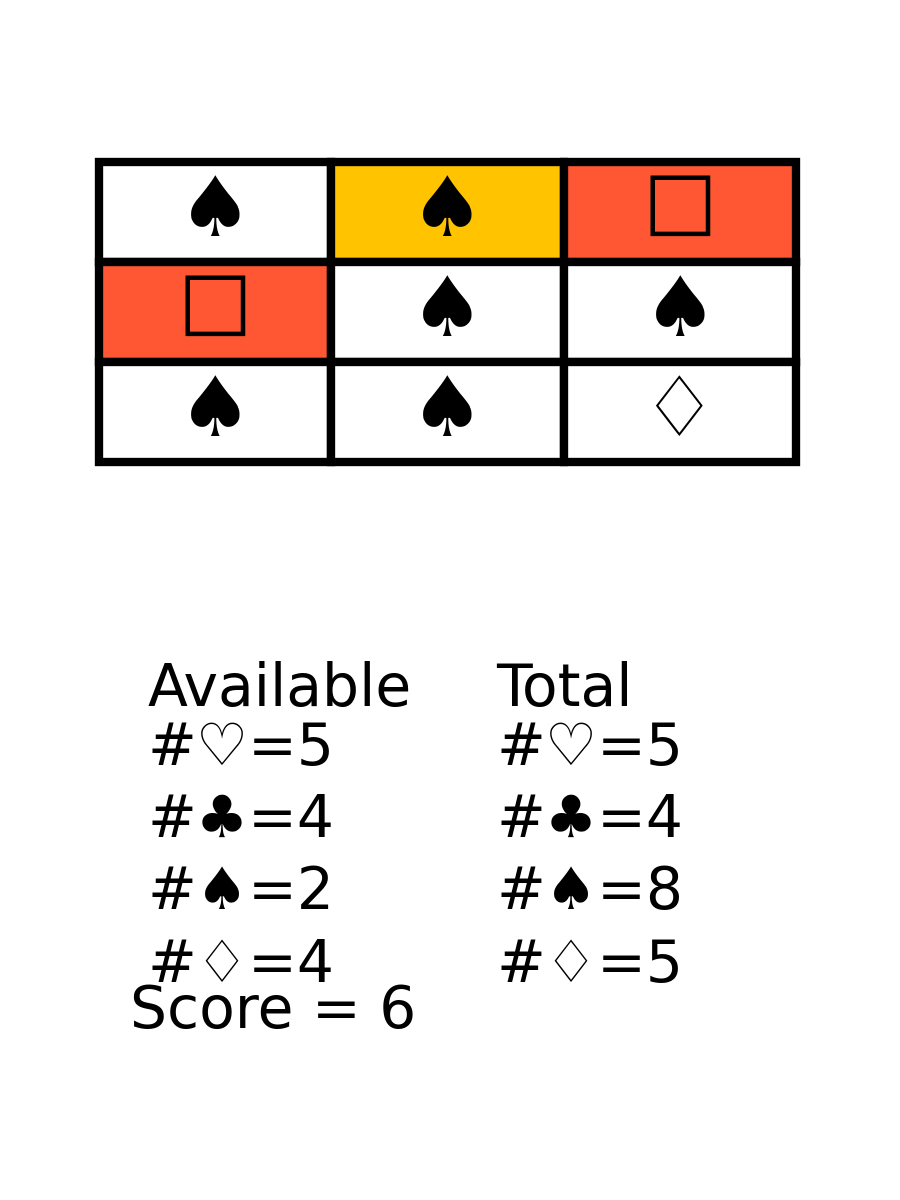 ♠ ♠ □
□ ♠ ♠
♠ ♠ ♢
Available Total
#♡=5 #♡=5
#♣=4 #♣=4
#♠=2 #♠=8
#♢=4 #♢=5
Score = 6